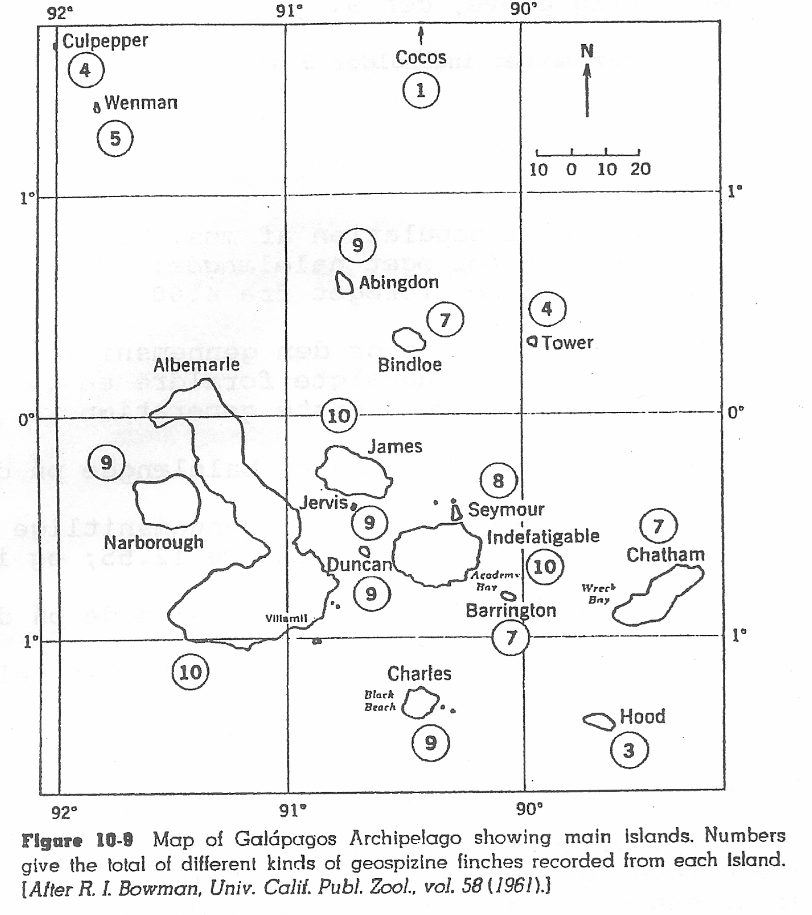 92° 91° 90°
Culpepper
4
Wenman
5
Cocos
1
N
10 0 10 20
1° 1°
9
Abingdon
7
Bindloe
4
Tower
Albemarle
0° 0°
10
James
9
Narborough
Jervis
9
8
Seymour
Indefatigable
10
7
Chatham
Duncan
9
Academy
Bay
Wreck
Bay
Barrington
7
Villamil
1° 1°
10
Charles
Black
Beach
9
Hood
3
92° 91° 90°
Figure 10-9 Map of Galápagos Archipelago showing main islands. Numbers
give the total of different kinds of geospizine finches recorded from each island.
[After R. I. Bowman, Univ. Calif. Publ. Zool., vol. 58 (1961).]